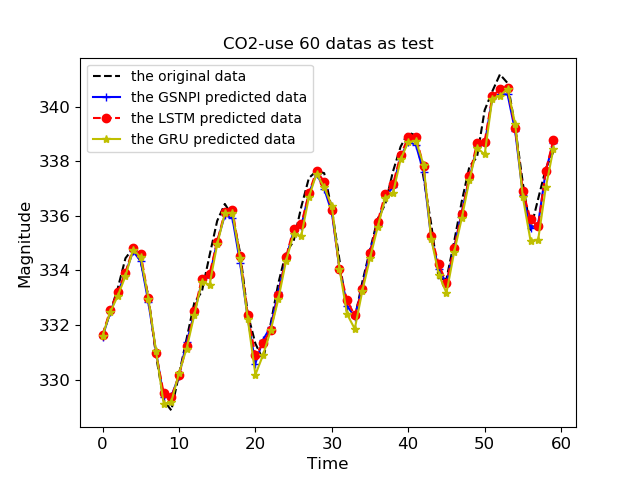 CO2-use 60 datas as test
the original data
the GSNPI predicted data
the LSTM predicted data
the GRU predicted data
Magnitude
340
338
336
334
332
330
0 10 20 30 40 50 60
Time